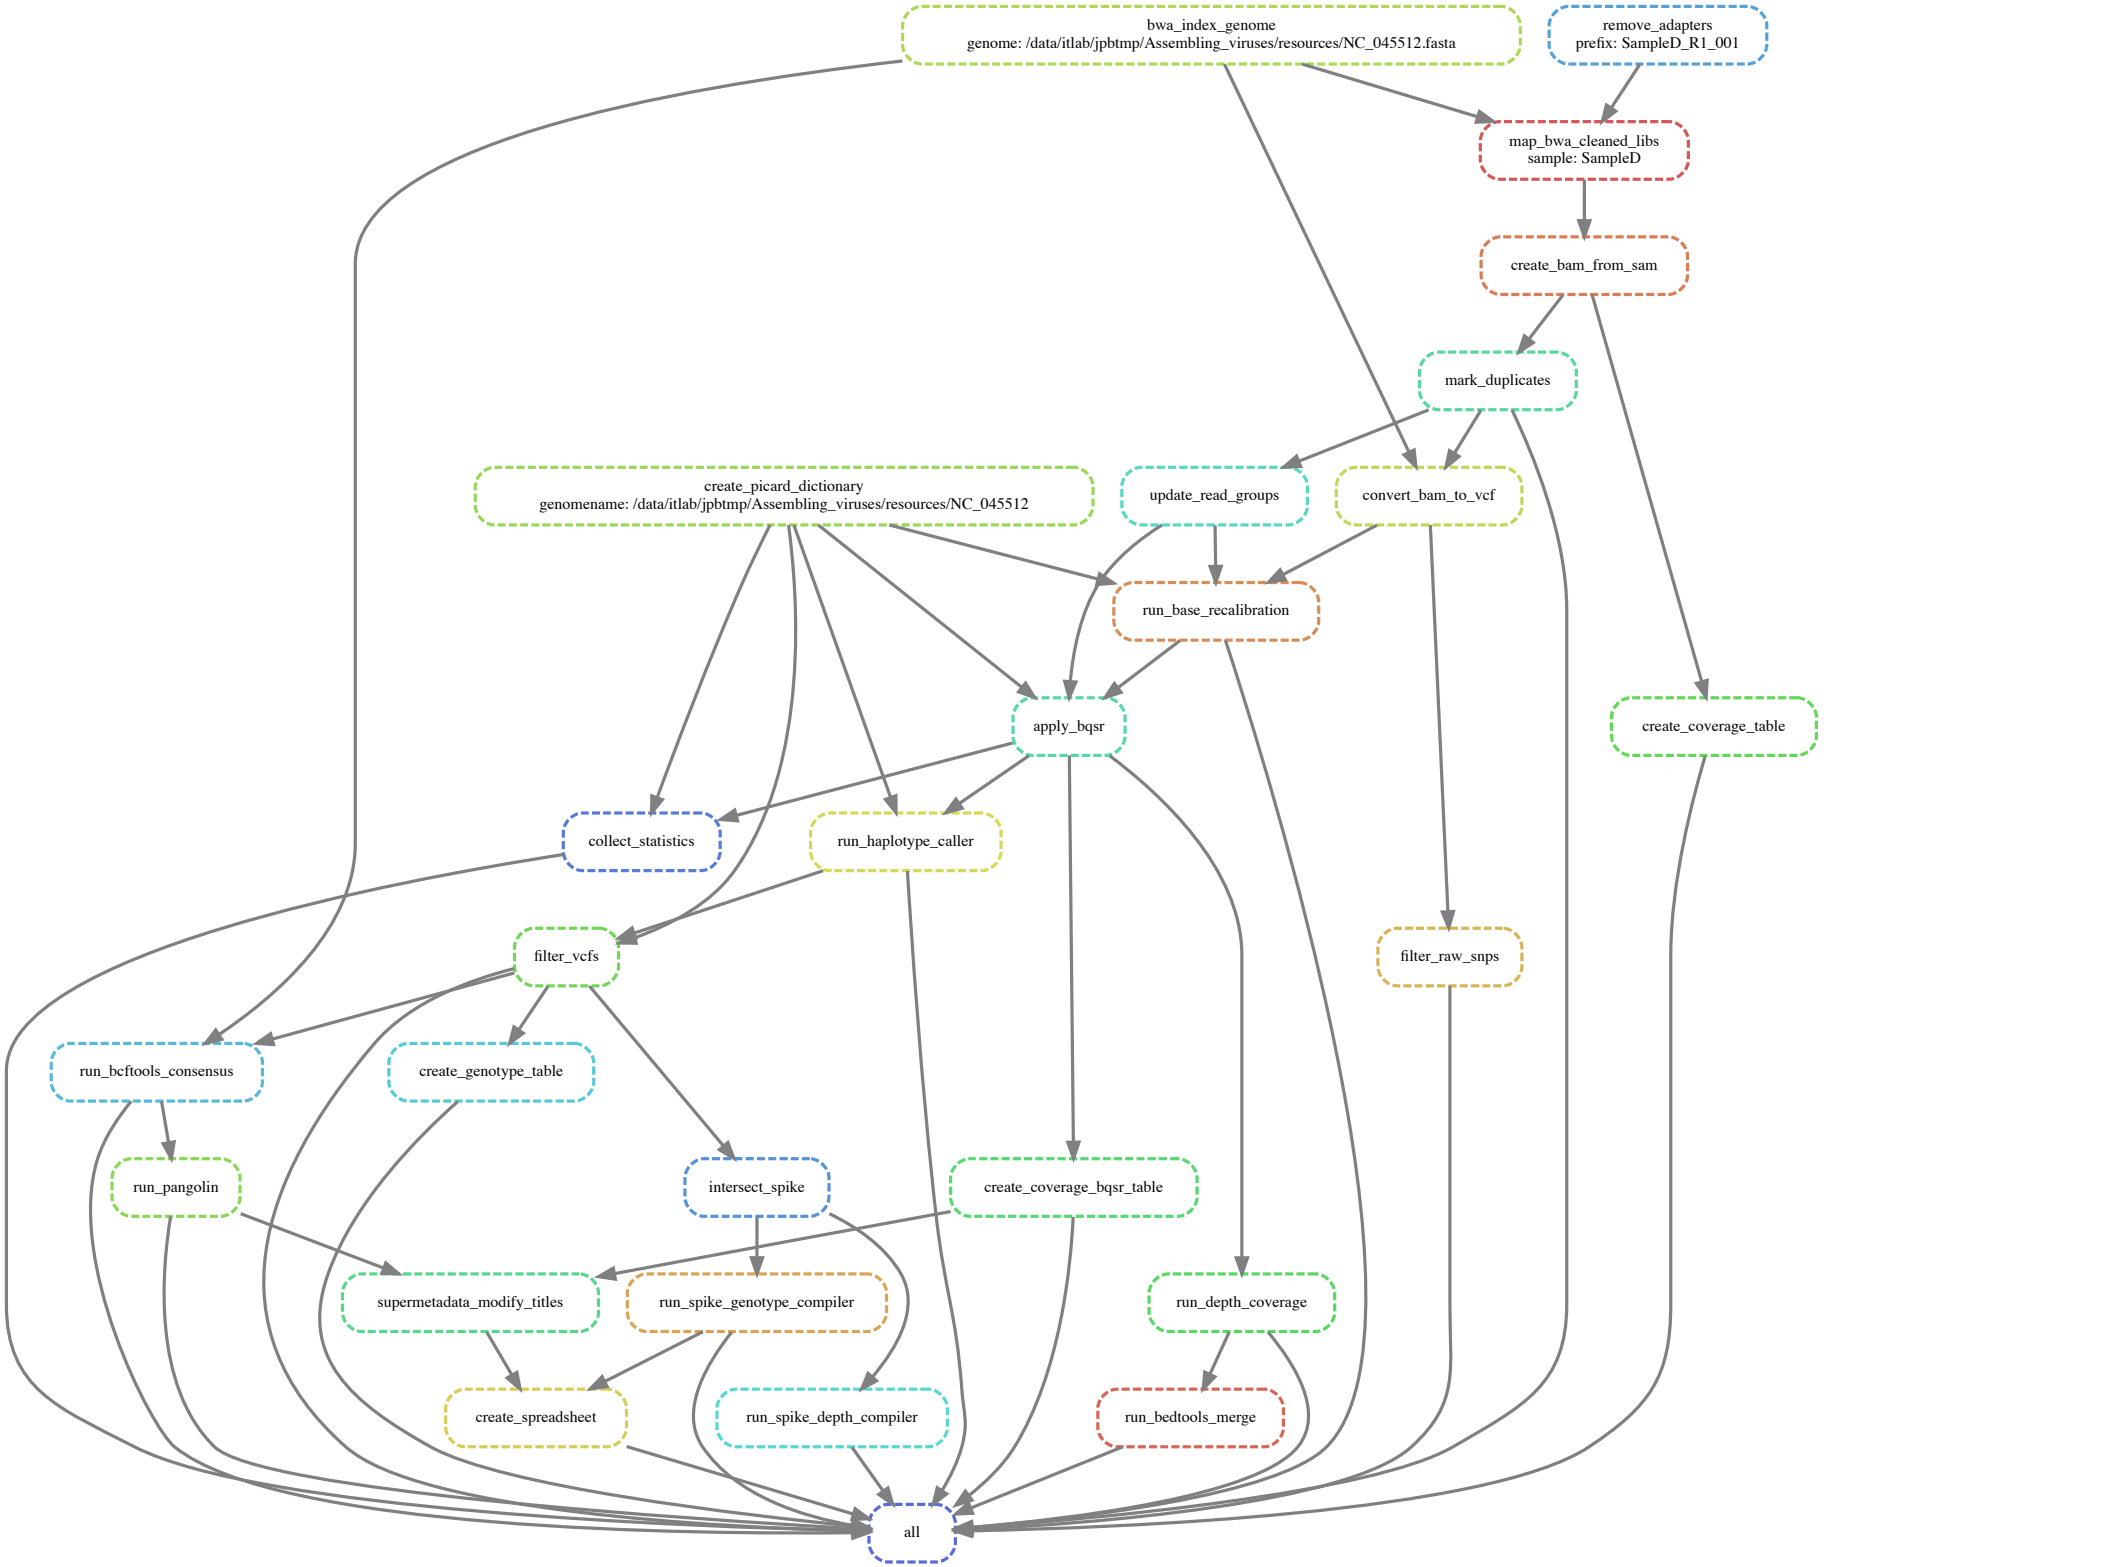 bwa_index_genome
genome: /data/itlab/jpbtmp/Assembling_viruses/resources/NC_045512.fasta
remove_adapters
prefix: SampleD_R1_001
map_bwa_cleaned_libs
sample: SampleD
create_bam_from_sam
mark_duplicates
create_picard_dictionary
genomename: /data/itlab/jpbtmp/Assembling_viruses/resources/NC_045512
update_read_groups
convert_bam_to_vcf
run_base_recalibration
apply_bqsr
create_coverage_table
collect_statistics
run_haplotype_caller
filter_vcfs
filter_raw_snps
run_bcftools_consensus
create_genotype_table
run_pangolin
intersect_spike
create_coverage_bqsr_table
supermetadata_modify_titles
run_spike_genotype_compiler
run_depth_coverage
create_spreadsheet
run_spike_depth_compiler
run_bedtools_merge
all